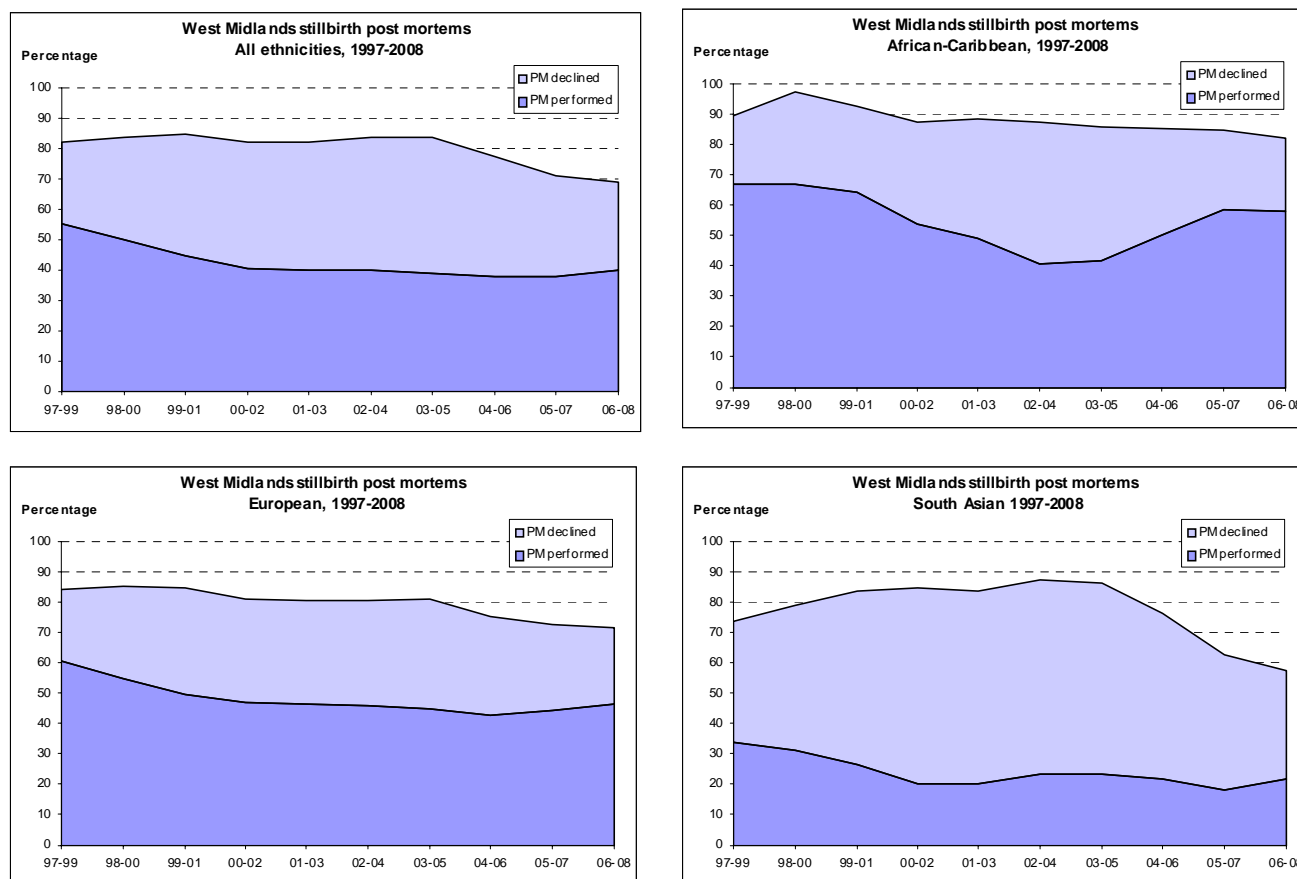 West Midlands stillbirth post mortems
All ethnicities, 1997-2008
Percentage
PM declined
PM performed
100
90
80
70
60
50
40
30
20
10
0
97-99 98-00 99-01 00-02 01-03 02-04 03-05 04-06 05-07 06-08
West Midlands stillbirth post mortems
African-Caribbean, 1997-2008
Percentage
PM declined
PM performed
100
90
80
70
60
50
40
30
20
10
0
97-99 98-00 99-01 00-02 01-03 02-04 03-05 04-06 05-07 06-08
West Midlands stillbirth post mortems
European, 1997-2008
Percentage
PM declined
PM performed
100
90
80
70
60
50
40
30
20
10
0
97-99 98-00 99-01 00-02 01-03 02-04 03-05 04-06 05-07 06-08
West Midlands stillbirth post mortems
South Asian 1997-2008
Percentage
PM declined
PM performed
100
90
80
70
60
50
40
30
20
10
0
97-99 98-00 99-01 00-02 01-03 02-04 03-05 04-06 05-07 06-08